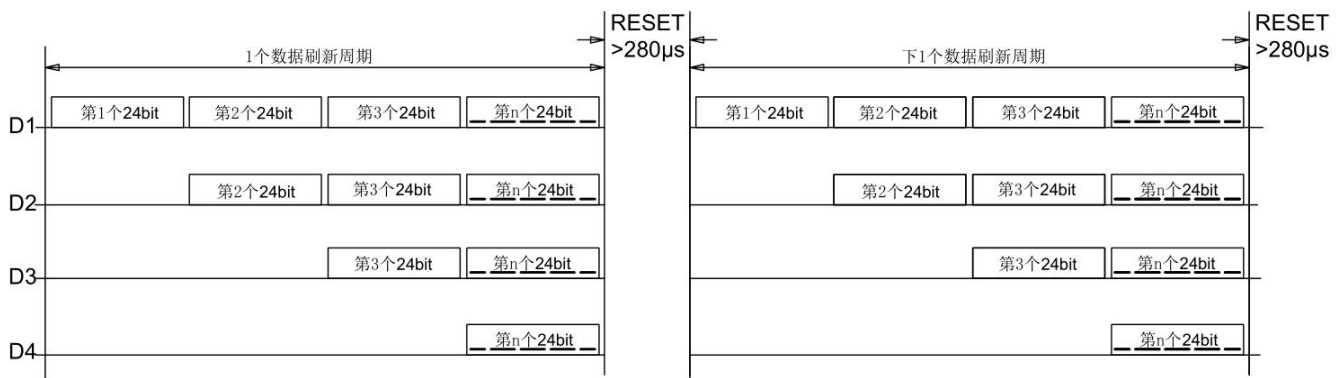 RESET
>280μs
1个数据刷新周期
RESET
>280μs
下1个数据刷新周期
D1
第1个24bit
第2个24bit
第3个24bit
第n个24bit
第1个24bit
第2个24bit
第3个24bit
第n个24bit
D2
第2个24bit
第3个24bit
第n个24bit
第2个24bit
第3个24bit
第n个24bit
D3
第3个24bit
第n个24bit
第3个24bit
第n个24bit
D4
第n个24bit
第n个24bit